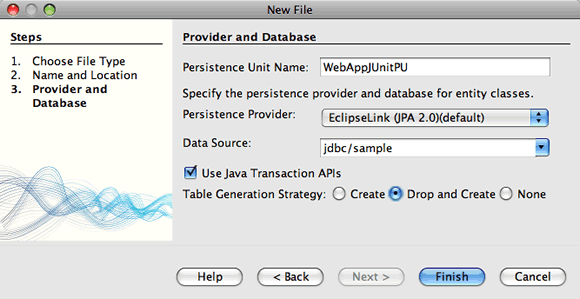 New File
Steps
1. Choose File Type
2. Name and Location
3. Provider and
Database
Provider and Database
Persistence Unit Name: WebAppJUnitPU
Specify the persistence provider and database for entity classes.
Persistence Provider: EclipseLink (JPA 2.0)(default)
Data Source: jdbc/sample
Use Java Transaction APIs
Table Generation Strategy: Create Drop and Create None
Help < Back Next > Finish Cancel